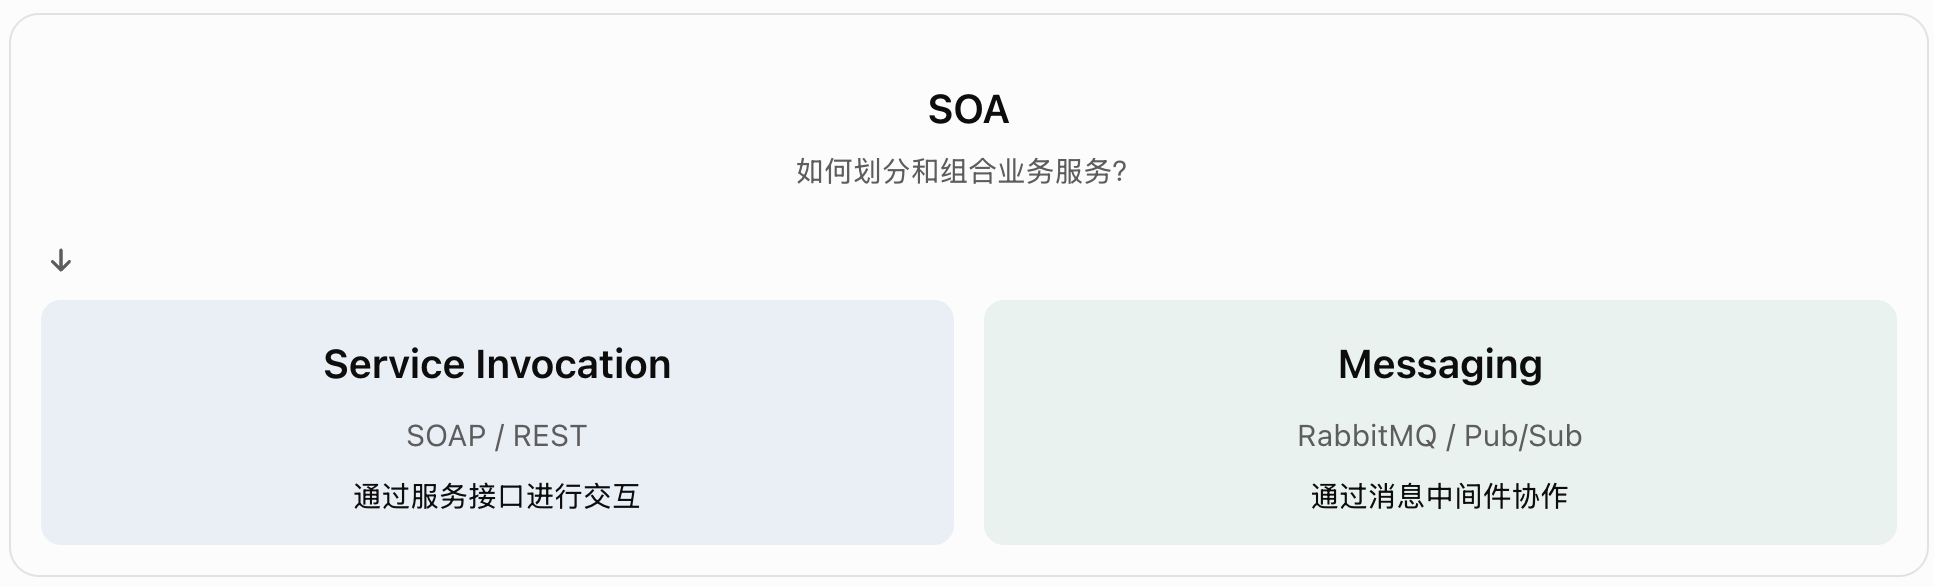 SOA
如何划分和组合业务服务?
Service Invocation
SOAP / REST
通过服务接口进行交互
Messaging
RabbitMQ / Pub/Sub
通过消息中间件协作